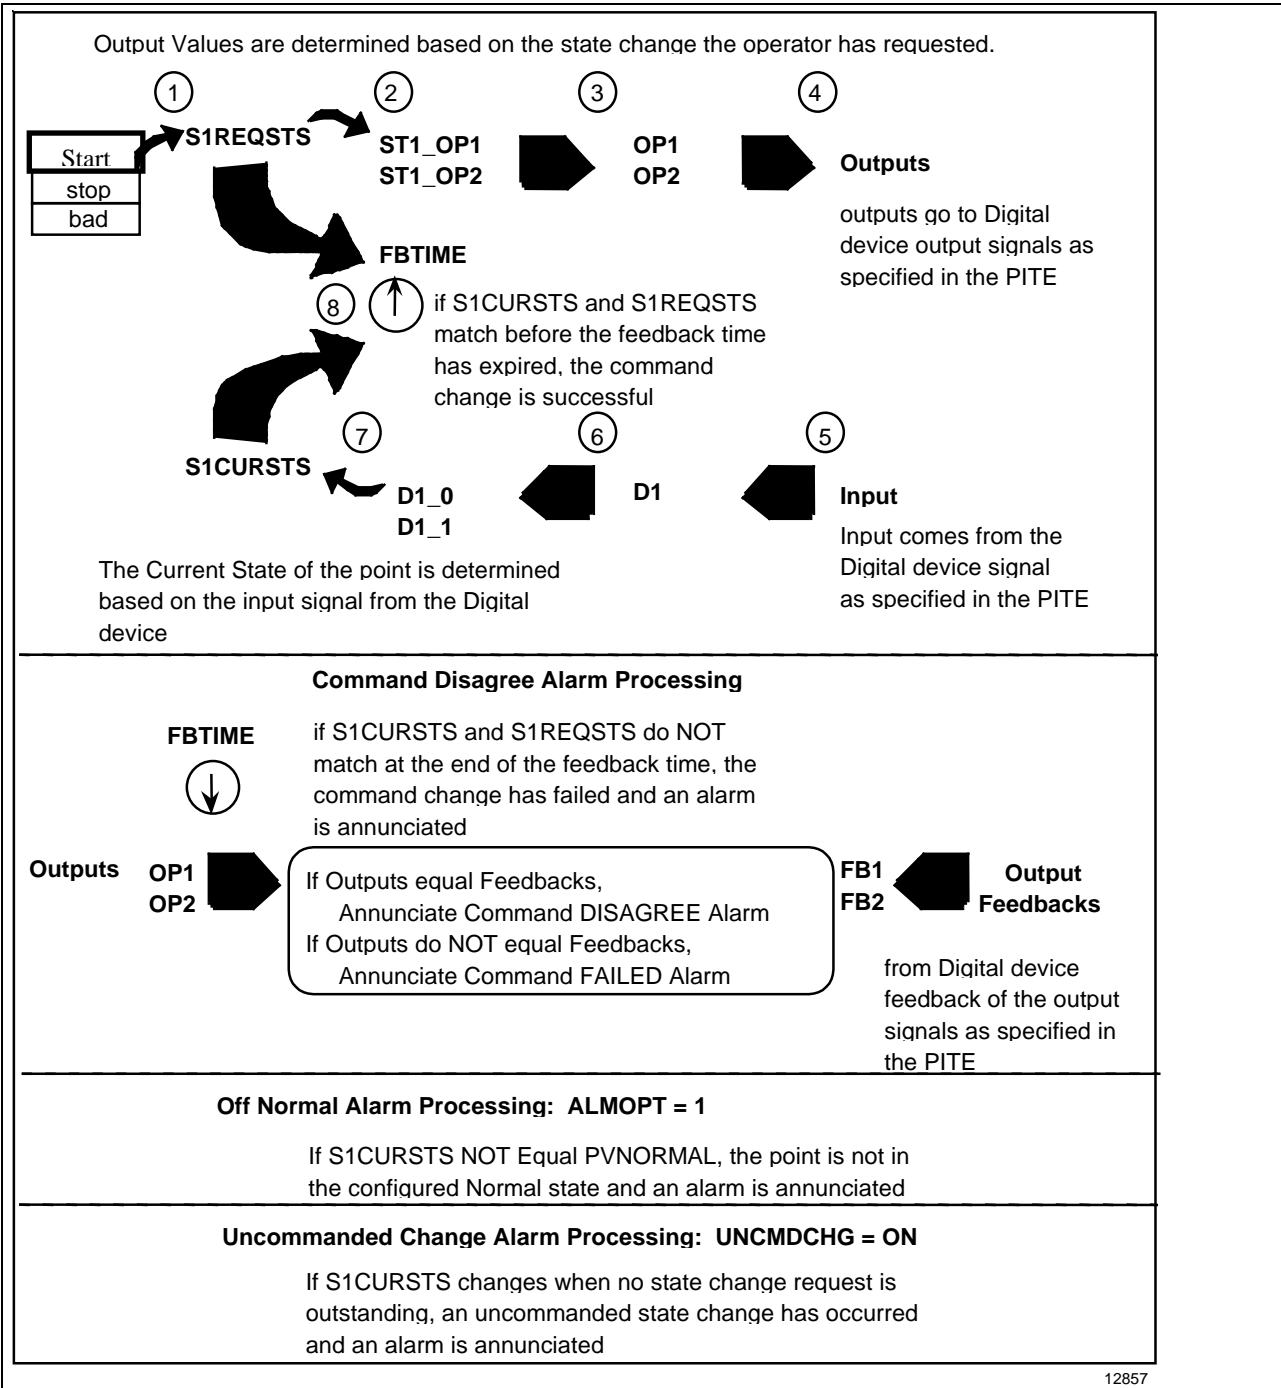 Output Values are determined based on the state change the operator has requested.
1
2
3
4
S1REQSTS
Start
stop
bad
ST1_OP1
ST1_OP2
OP1
OP2
Outputs
outputs go to Digital
device output signals as
specified in the PITE
FBTIME
8
if S1CURSTS and S1REQSTS
match before the feedback time
has expired, the command
change is successful
7
6
5
S1CURSTS
D1_0
D1_1
D1
Input
Input comes from the
Digital device signal
as specified in the PITE
The Current State of the point is determined
based on the input signal from the Digital
device
Command Disagree Alarm Processing
FBTIME
if S1CURSTS and S1REQSTS do NOT
match at the end of the feedback time, the
command change has failed and an alarm
is annunciated
Outputs
OP1
OP2
If Outputs equal Feedbacks,
Annunciate Command DISAGREE Alarm
If Outputs do NOT equal Feedbacks,
Annunciate Command FAILED Alarm
FB1
FB2
Output
Feedbacks
from Digital device
feedback of the output
signals as specified in
the PITE
Off Normal Alarm Processing: ALMOPT = 1
If S1CURSTS NOT Equal PVNORMAL, the point is not in
the configured Normal state and an alarm is annunciated
Uncommanded Change Alarm Processing: UNCMDCHG = ON
If S1CURSTS changes when no state change request is
outstanding, an uncommanded state change has occurred
and an alarm is annunciated
12857